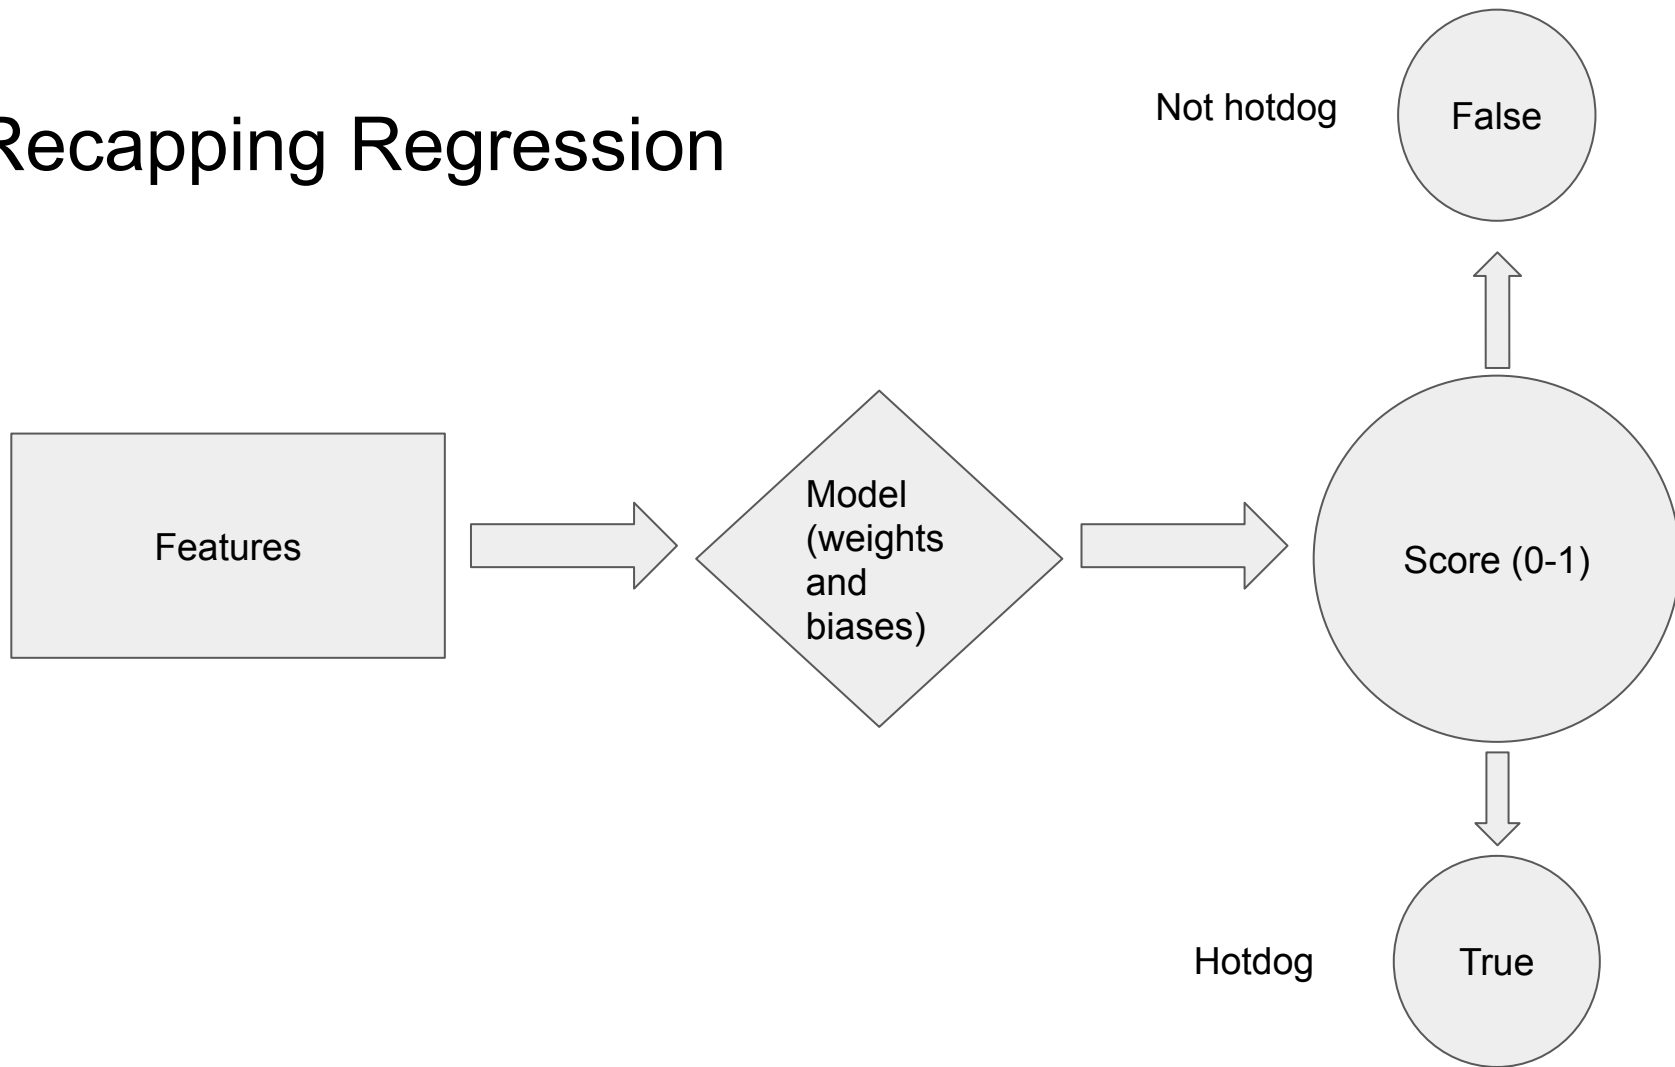 Recapping Regression
Not hotdog
False
Features
Model
(weights
and
biases)
Score (0-1)
Hotdog
True